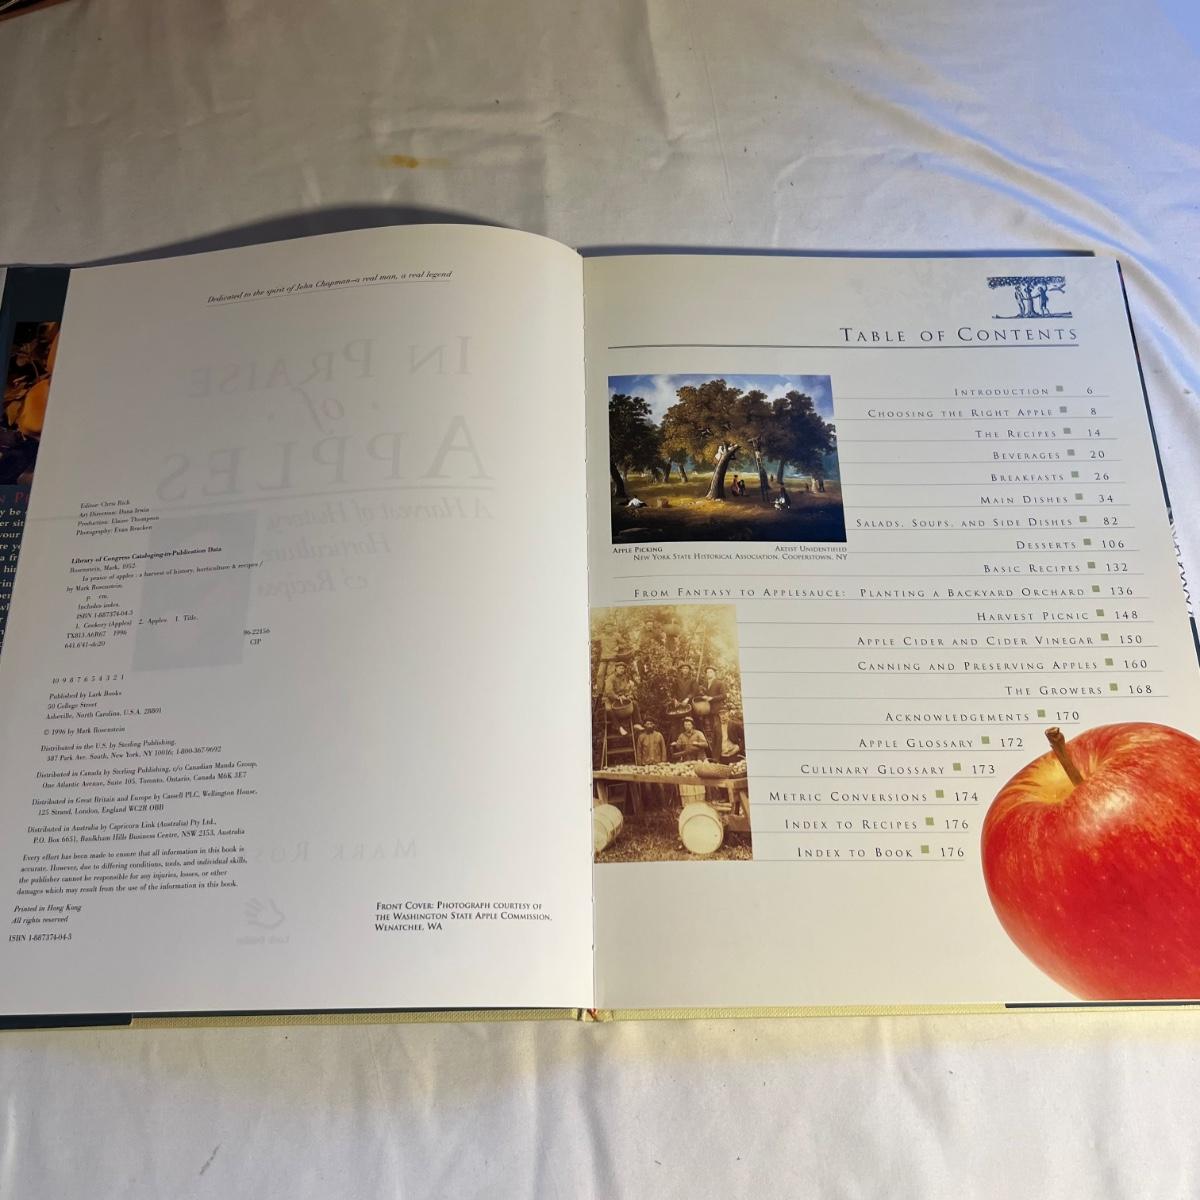 Dedicated to the spirit of John Chapman—a real man, a real legend
IN PRAISE
of
APPLES
A Harvest of History,
Horticulture
& Recipes
Editor: Chris Rich
Art Direction: Dana Irwin
Production: Elaine Thompson
Photography: Evan Bracken
Library of Congress Cataloging-in-Publication Data
Rosenstein, Mark, 1952-
In praise of apples : a harvest of history, horticulture & recipes /
by Mark Rosenstein.
p. cm.
Includes index.
ISBN 1-887374-04-3
1. Cookery (Apples) 2. Apples. I. Title.
TX813.A6R67 1996
641.6'41-dc20
96-22156
CIP
10 9 8 7 6 5 4 3 2 1
Published by Lark Books
50 College Street
Asheville, North Carolina, U.S.A. 28801
© 1996 by Mark Rosenstein
Distributed in the U.S. by Sterling Publishing,
387 Park Ave. South, New York, NY 10016; 1-800-367-9692
Distributed in Canada by Sterling Publishing, c/o Canadian Manda Group,
One Atlantic Avenue, Suite 105, Toronto, Ontario, Canada M6K 3E7
Distributed in Great Britain and Europe by Cassell PLC, Wellington House,
125 Strand, London, England WC2R 0BB
Distributed in Australia by Capricorn Link (Australia) Pty Ltd.,
P.O. Box 6651, Baulkham Hills Business Centre, NSW 2153, Australia
Every effort has been made to ensure that all information in this book is
accurate. However, due to differing conditions, tools, and individual skills,
the publisher cannot be responsible for any injuries, losses, or other
damages which may result from the use of the information in this book.
Printed in Hong Kong
All rights reserved
ISBN 1-887374-04-3
FRONT COVER: PHOTOGRAPH COURTESY OF
THE WASHINGTON STATE APPLE COMMISSION,
WENATCHEE, WA
TABLE OF CONTENTS
INTRODUCTION 6
CHOOSING THE RIGHT APPLE 8
THE RECIPES 14
BEVERAGES 20
BREAKFASTS 26
MAIN DISHES 34
SALADS, SOUPS, AND SIDE DISHES 82
APPLE PICKING ARTIST UNIDENTIFIED
NEW YORK STATE HISTORICAL ASSOCIATION, COOPERSTOWN, NY
DESSERTS 106
BASIC RECIPES 132
FROM FANTASY TO APPLESAUCE: PLANTING A BACKYARD ORCHARD 136
HARVEST PICNIC 148
APPLE CIDER AND CIDER VINEGAR 150
CANNING AND PRESERVING APPLES 160
THE GROWERS 168
ACKNOWLEDGEMENTS 170
APPLE GLOSSARY 172
CULINARY GLOSSARY 173
METRIC CONVERSIONS 174
INDEX TO RECIPES 176
INDEX TO BOOK 176